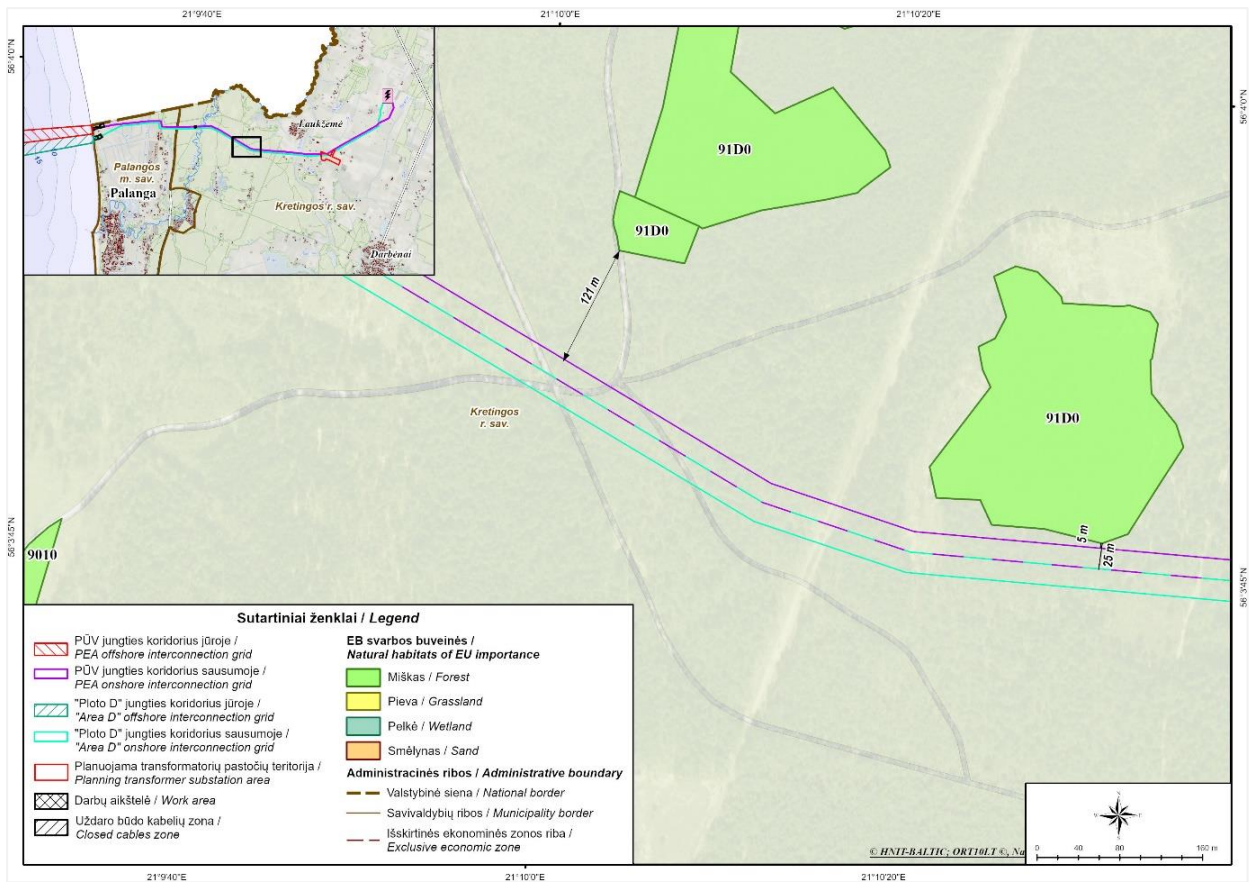 21°9'40"E
21°10'0"E
21°10'20"E
56°4'0"N
56°4'0"N
56°3'45"N
56°3'45"N
Laukžemė
Palangos
m. sav.
Palanga
Kretingos r. sav.
Darbėnai
15
91D0
91D0
121 m
91D0
Kretingos
r. sav.
5 m
25 m
9010
Sutartiniai ženklai / Legend
PŪV jungties koridorius jūroje /
PEA offshore interconnection grid
PŪV jungties koridorius sausumoje /
PEA onshore interconnection grid
"Ploto D" jungties koridorius jūroje /
"Area D" offshore interconnection grid
"Ploto D" jungties koridorius sausumoje /
"Area D" onshore interconnection grid
Planuojama transformatorių pastočių teritorija /
Planning transformer substation area
Darbų aikštelė / Work area
Uždaro būdo kabelių zona /
Closed cables zone
EB svarbos buveinės /
Natural habitats of EU importance
Miškas / Forest
Pieva / Grassland
Pelkė / Wetland
Smėlynas / Sand
Administracinės ribos / Administrative boundary
Valstybinė siena / National border
Savivaldybių ribos / Municipality border
Išskirtinės ekonominės zonos riba /
Exclusive economic zone
© HNIT-BALTIC; ORT10LT ©, Na
0 40 80 160 m
21°9'40"E
21°10'0"E
21°10'20"E